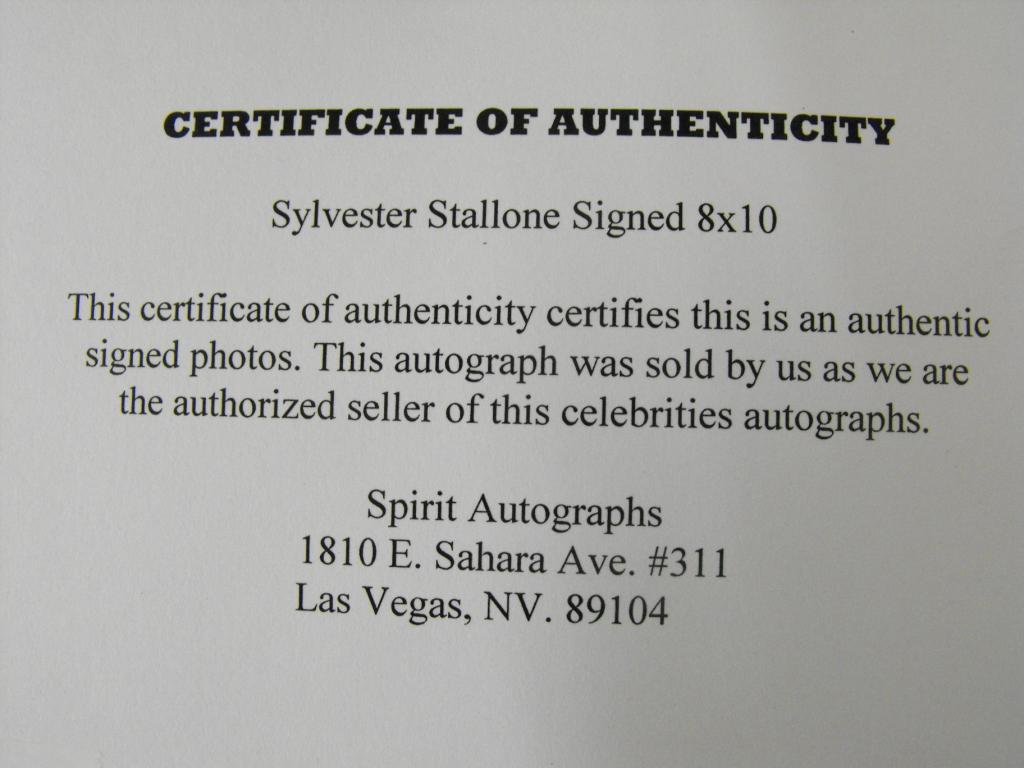 CERTIFICATE OF AUTHENTICITY
Sylvester Stallone Signed 8x10
This certificate of authenticity certifies this is an authentic
signed photos. This autograph was sold by us as we are
the authorized seller of this celebrities autographs.
Spirit Autographs
1810 E. Sahara Ave. #311
Las Vegas, NV. 89104